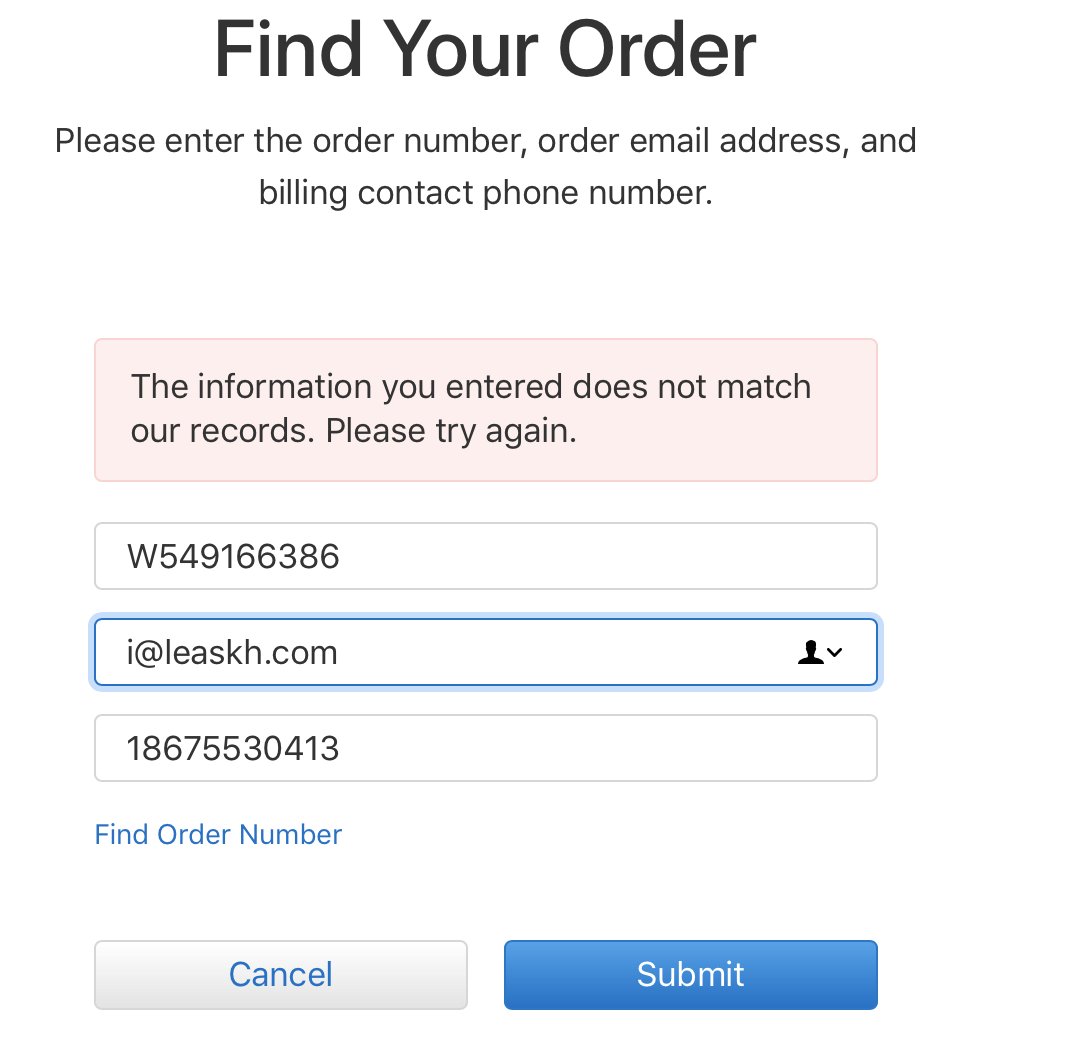 Find Your Order
Please enter the order number, order email address, and
billing contact phone number.
The information you entered does not match
our records. Please try again.
W549166386
i@leaskh.com
18675530413
Find Order Number
Cancel
Submit